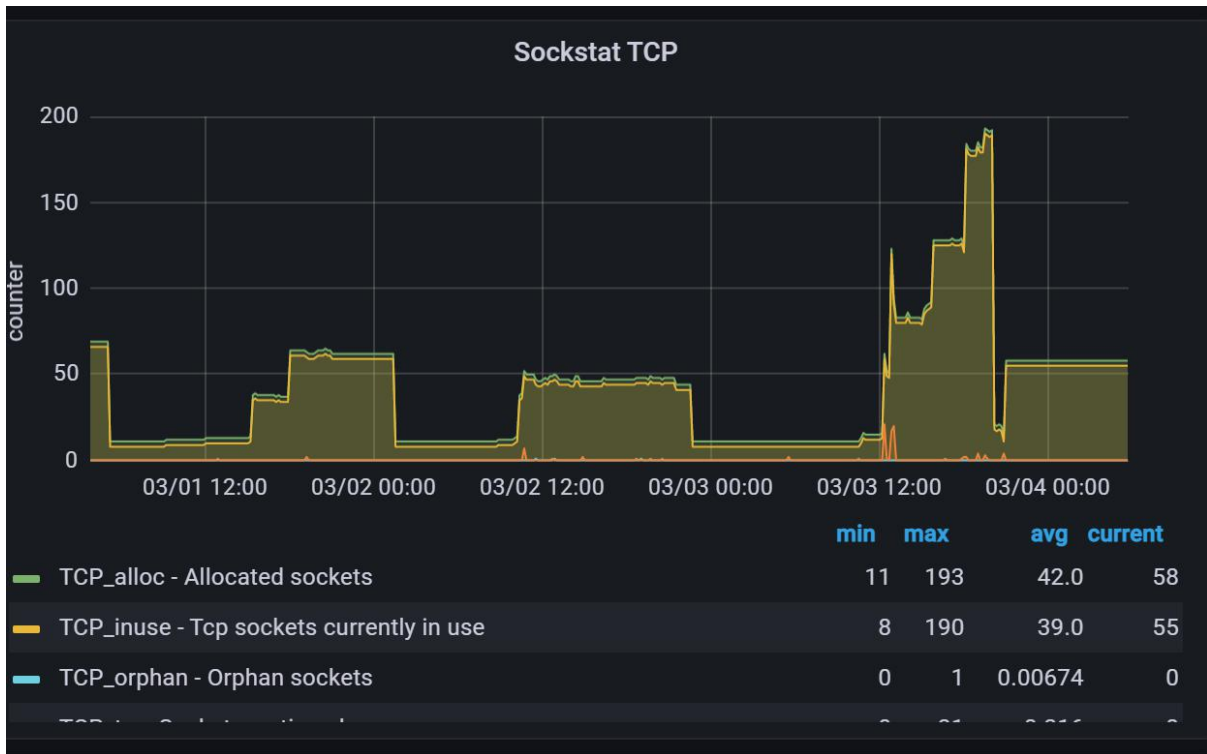 Sockstat TCP
200
150
100
50
0
counter
03/01 12:00 03/02 00:00 03/02 12:00 03/03 00:00 03/03 12:00 03/04 00:00
min max avg current
TCP_alloc - Allocated sockets 11 193 42.0 58
TCP_inuse - Tcp sockets currently in use 8 190 39.0 55
TCP_orphan - Orphan sockets 0 1 0.00674 0